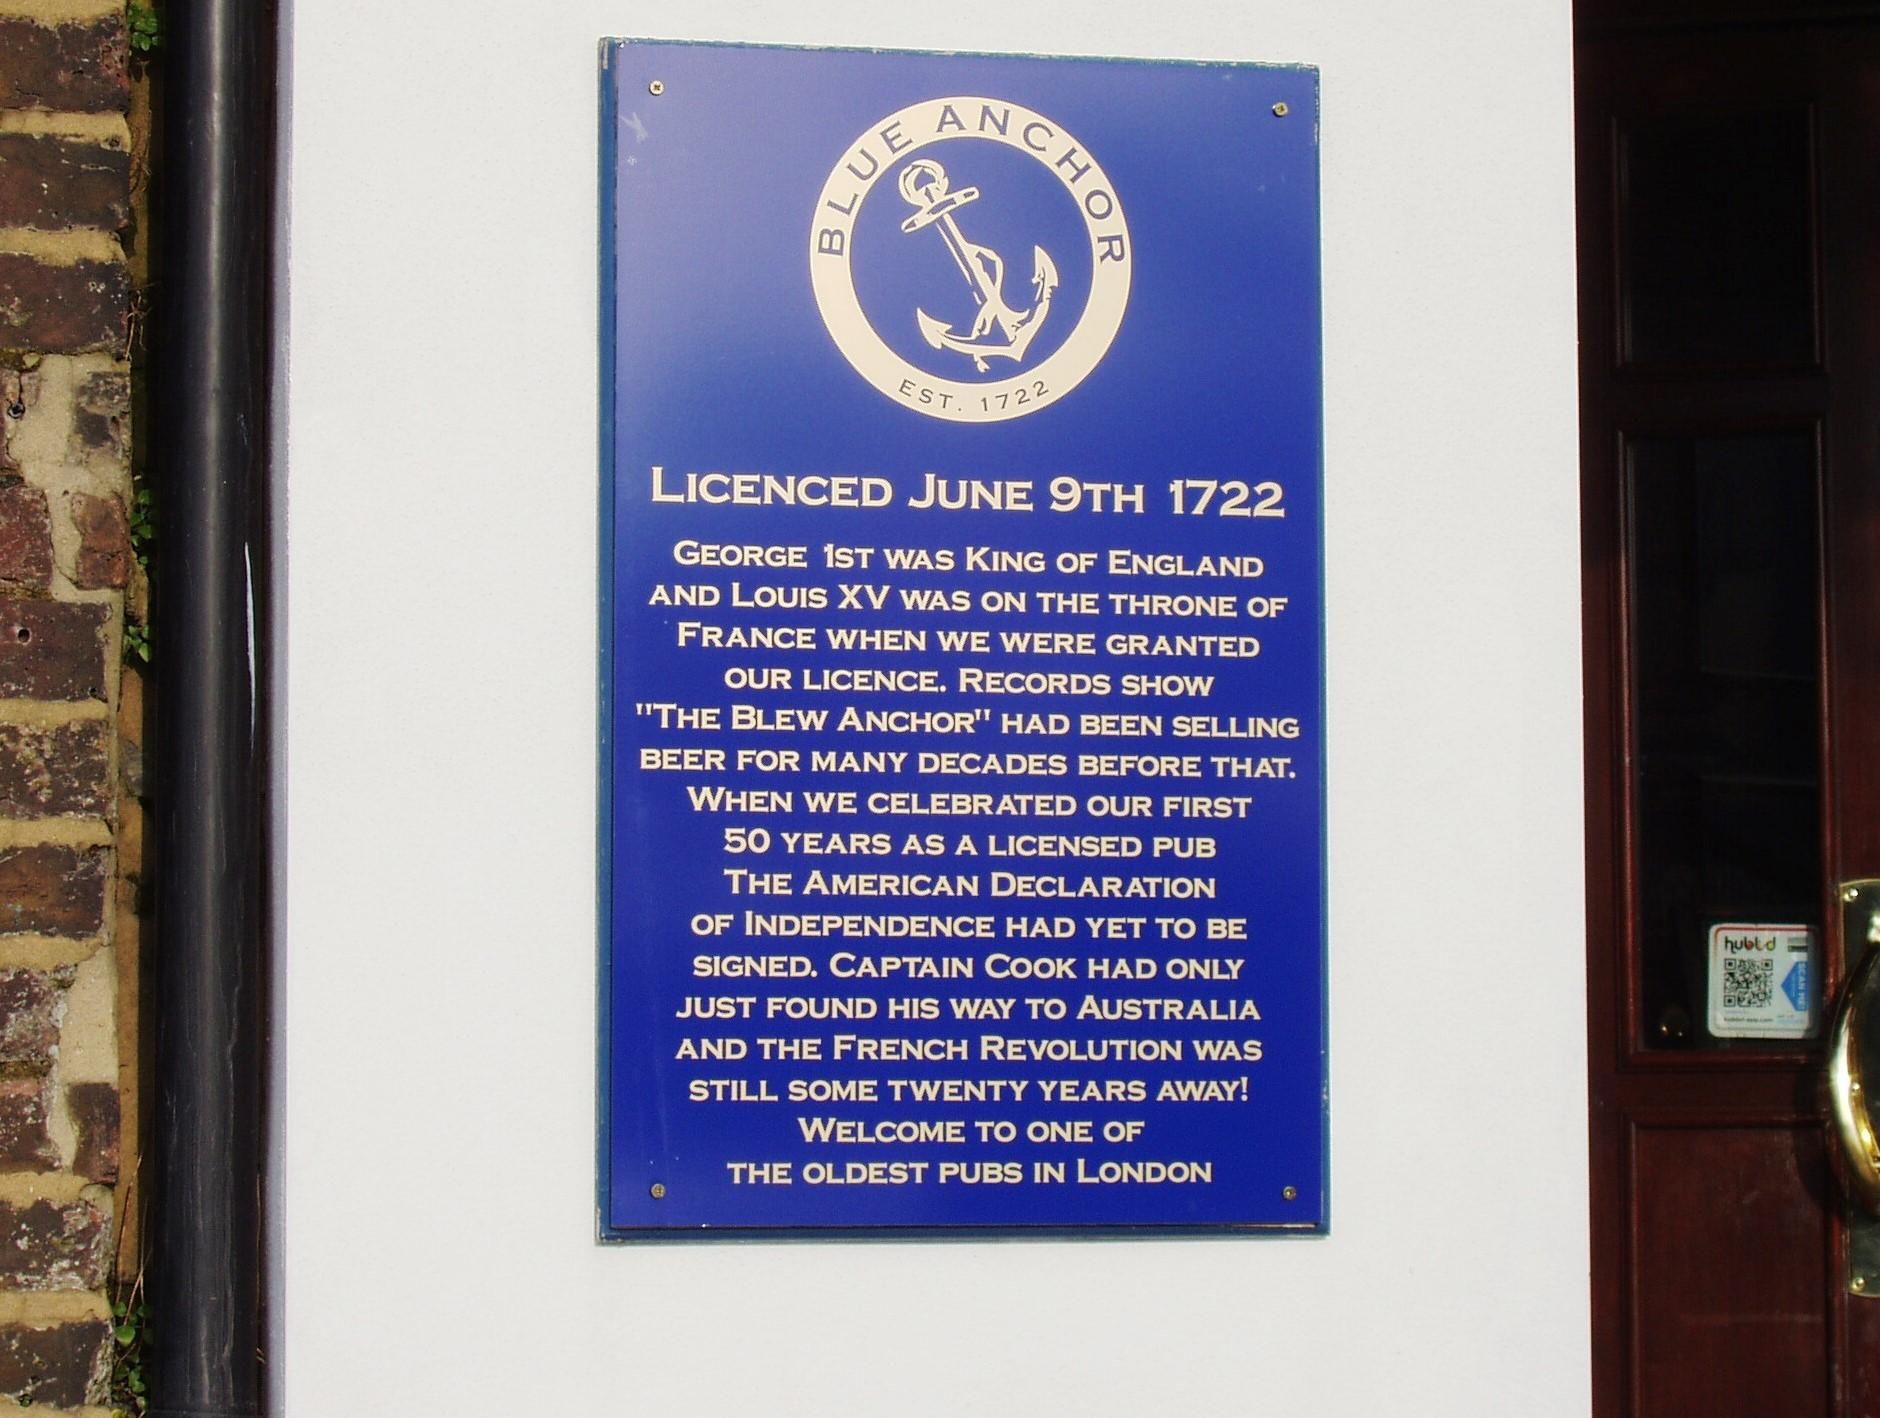 BLUE ANCHOR
EST. 1722
LICENCED JUNE 9TH 1722
GEORGE 1ST WAS KING OF ENGLAND
AND LOUIS XV WAS ON THE THRONE OF
FRANCE WHEN WE WERE GRANTED
OUR LICENCE. RECORDS SHOW
"THE BLEW ANCHOR" HAD BEEN SELLING
BEER FOR MANY DECADES BEFORE THAT.
WHEN WE CELEBRATED OUR FIRST
50 YEARS AS A LICENSED PUB
THE AMERICAN DECLARATION
OF INDEPENDENCE HAD YET TO BE
SIGNED. CAPTAIN COOK HAD ONLY
JUST FOUND HIS WAY TO AUSTRALIA
AND THE FRENCH REVOLUTION WAS
STILL SOME TWENTY YEARS AWAY!
WELCOME TO ONE OF
THE OLDEST PUBS IN LONDON
SCAN ME